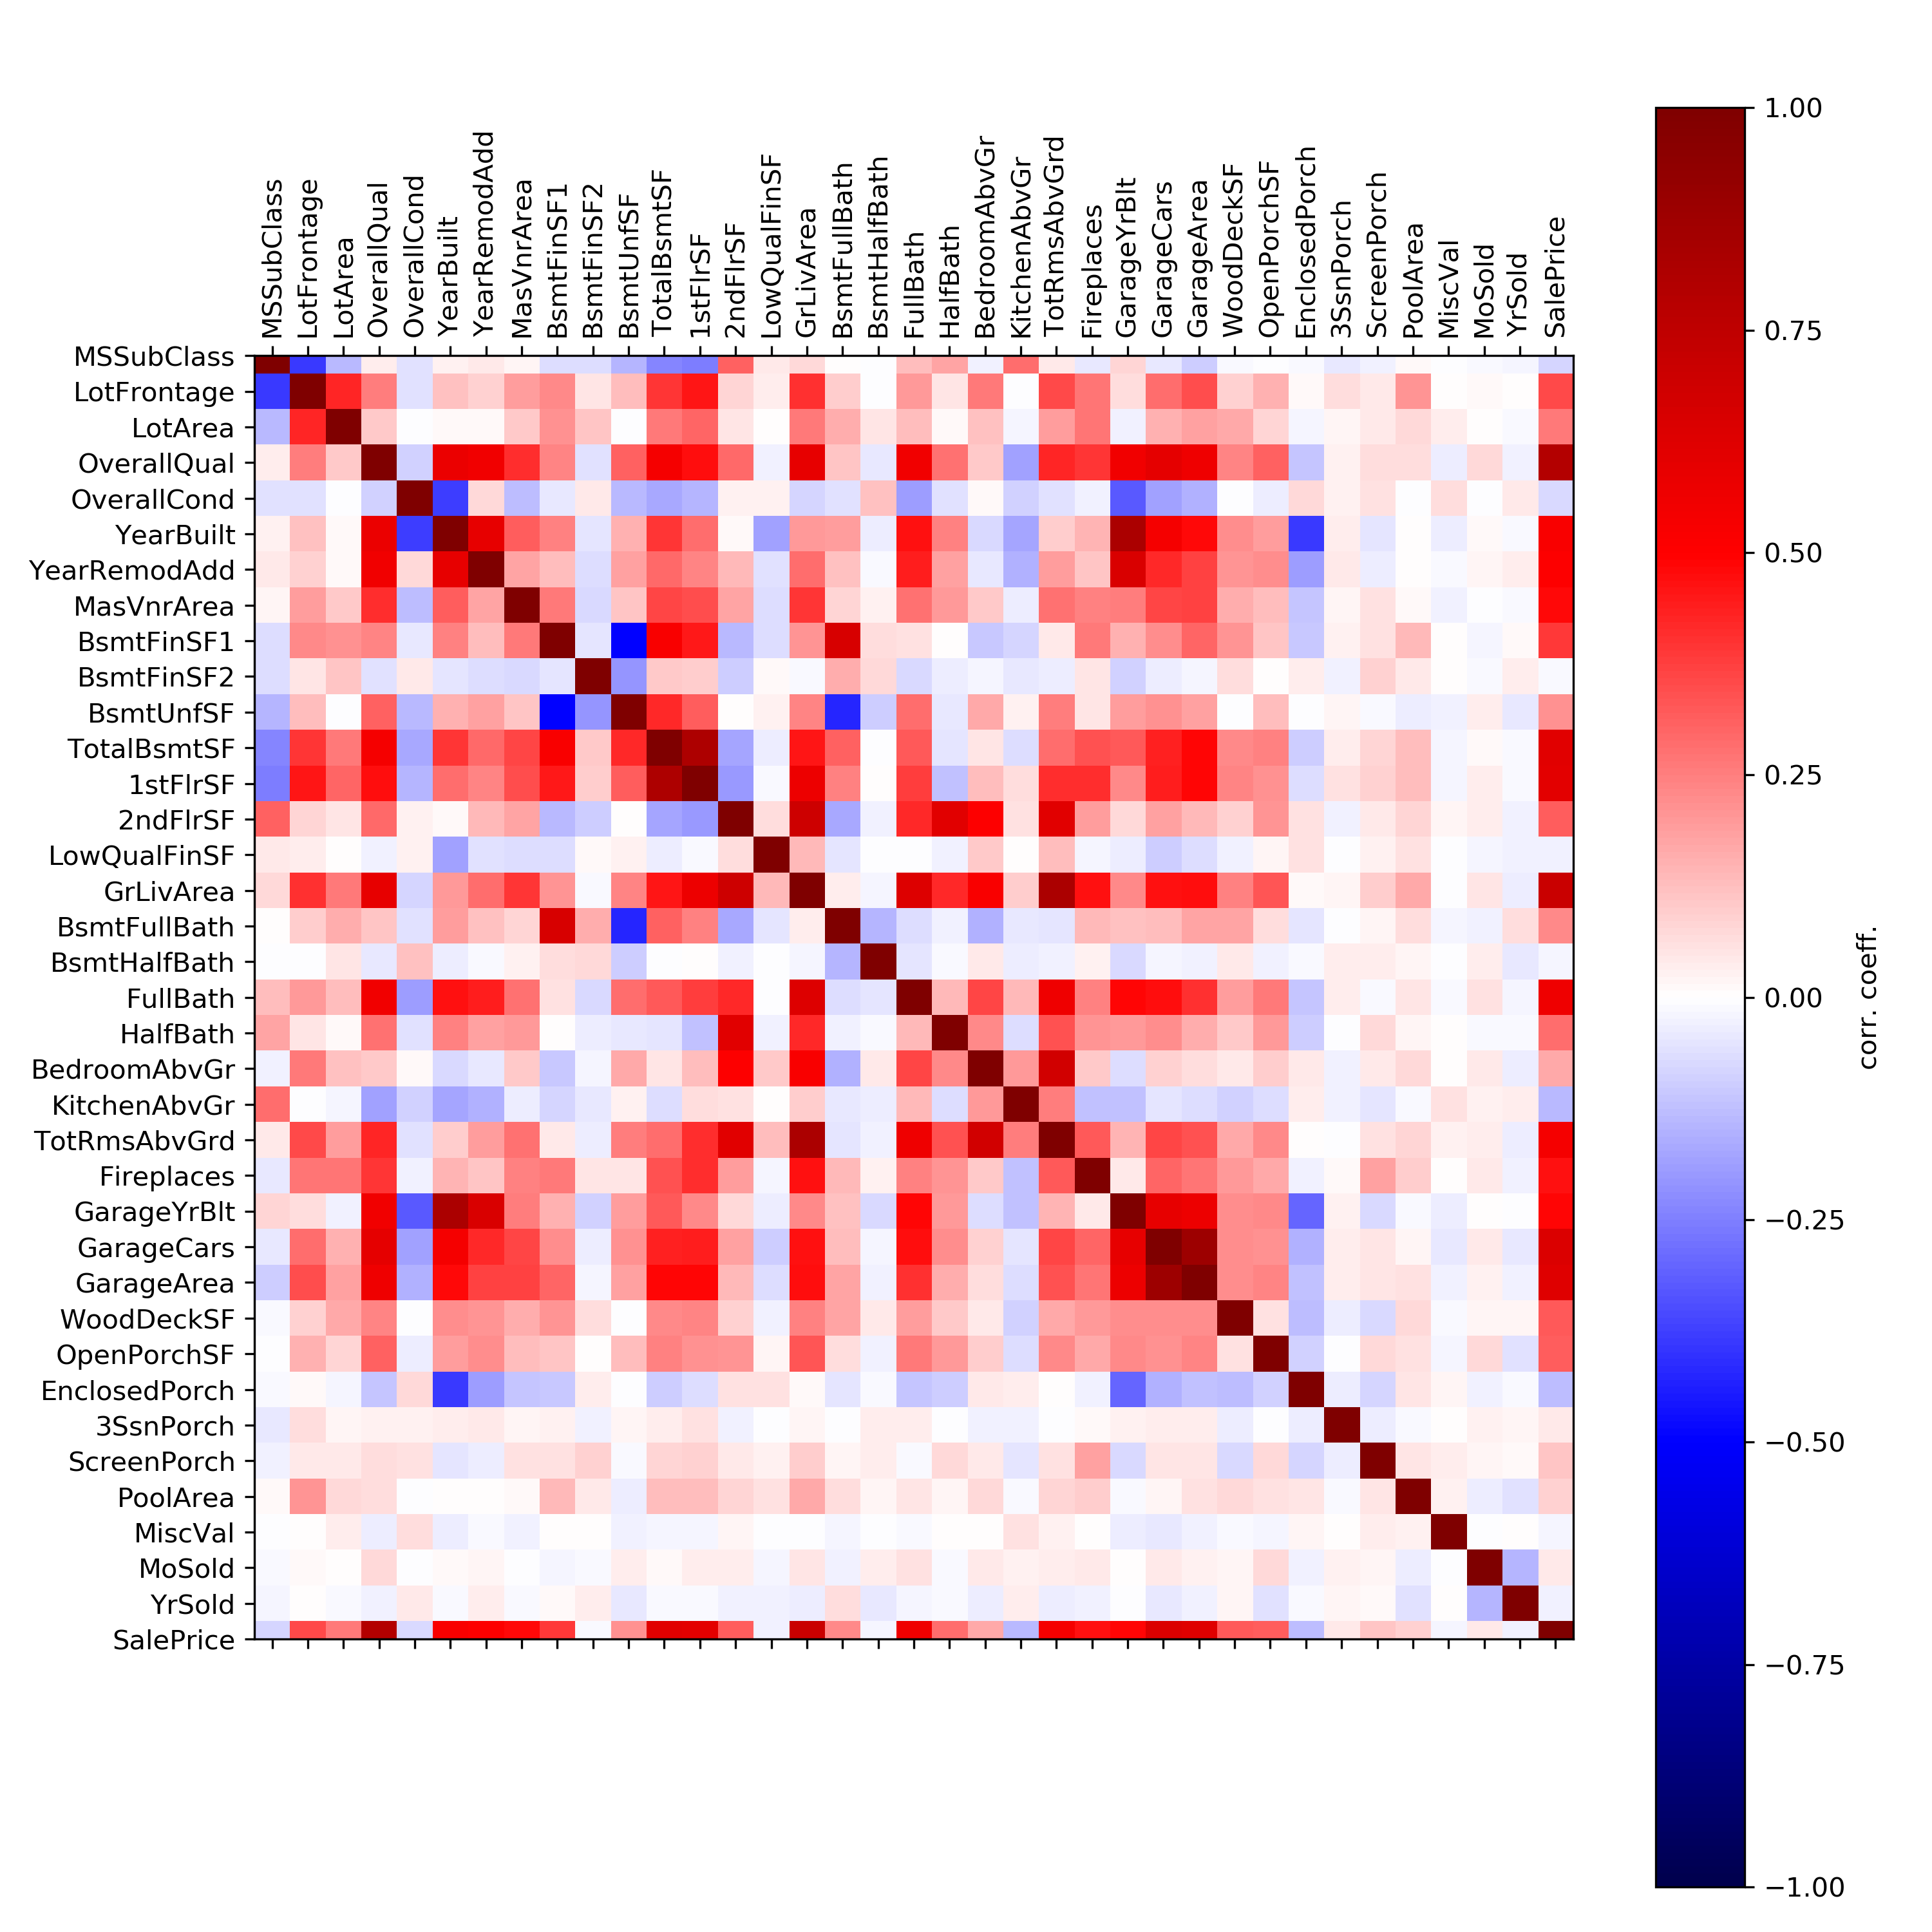 MSSubClass
LotFrontage
LotArea
OverallQual
OverallCond
YearBuilt
YearRemodAdd
MasVnrArea
BsmtFinSF1
BsmtFinSF2
BsmtUnfSF
TotalBsmtSF
1stFlrSF
2ndFlrSF
LowQualFinSF
GrLivArea
BsmtFullBath
BsmtHalfBath
FullBath
HalfBath
BedroomAbvGr
KitchenAbvGr
TotRmsAbvGrd
Fireplaces
GarageYrBlt
GarageCars
GarageArea
WoodDeckSF
OpenPorchSF
EnclosedPorch
3SsnPorch
ScreenPorch
PoolArea
MiscVal
MoSold
YrSold
SalePrice
MSSubClass
LotFrontage
LotArea
OverallQual
OverallCond
YearBuilt
YearRemodAdd
MasVnrArea
BsmtFinSF1
BsmtFinSF2
BsmtUnfSF
TotalBsmtSF
1stFlrSF
2ndFlrSF
LowQualFinSF
GrLivArea
BsmtFullBath
BsmtHalfBath
FullBath
HalfBath
BedroomAbvGr
KitchenAbvGr
TotRmsAbvGrd
Fireplaces
GarageYrBlt
GarageCars
GarageArea
WoodDeckSF
OpenPorchSF
EnclosedPorch
3SsnPorch
ScreenPorch
PoolArea
MiscVal
MoSold
YrSold
SalePrice
1.00
0.75
0.50
0.25
0.00
−0.25
−0.50
−0.75
−1.00
corr. coeff.